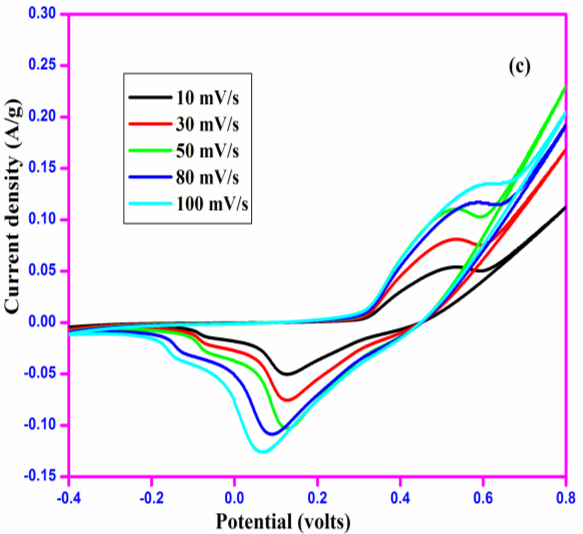 0.30
0.25
0.20
0.15
0.10
0.05
0.00
-0.05
-0.10
-0.15
Current density (A/g)
(c)
10 mV/s
30 mV/s
50 mV/s
80 mV/s
100 mV/s
-0.4 -0.2 0.0 0.2 0.4 0.6 0.8
Potential (volts)